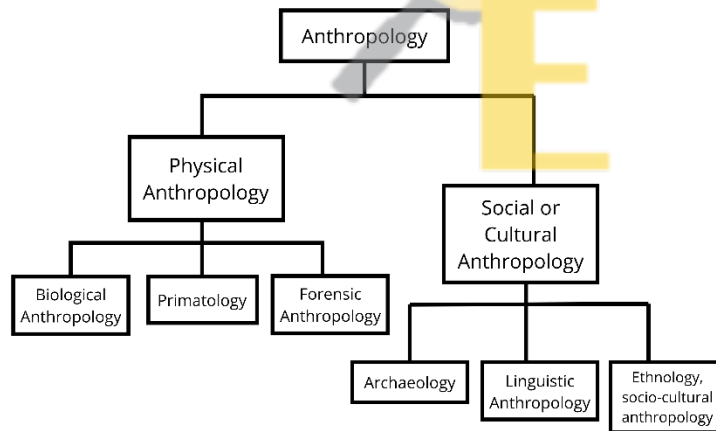 Anthropology
Physical
Anthropology
Social or
Cultural
Anthropology
Biological
Anthropology
Primatology
Forensic
Anthropology
Archaeology
Linguistic
Anthropology
Ethnology,
socio-cultural
anthropology